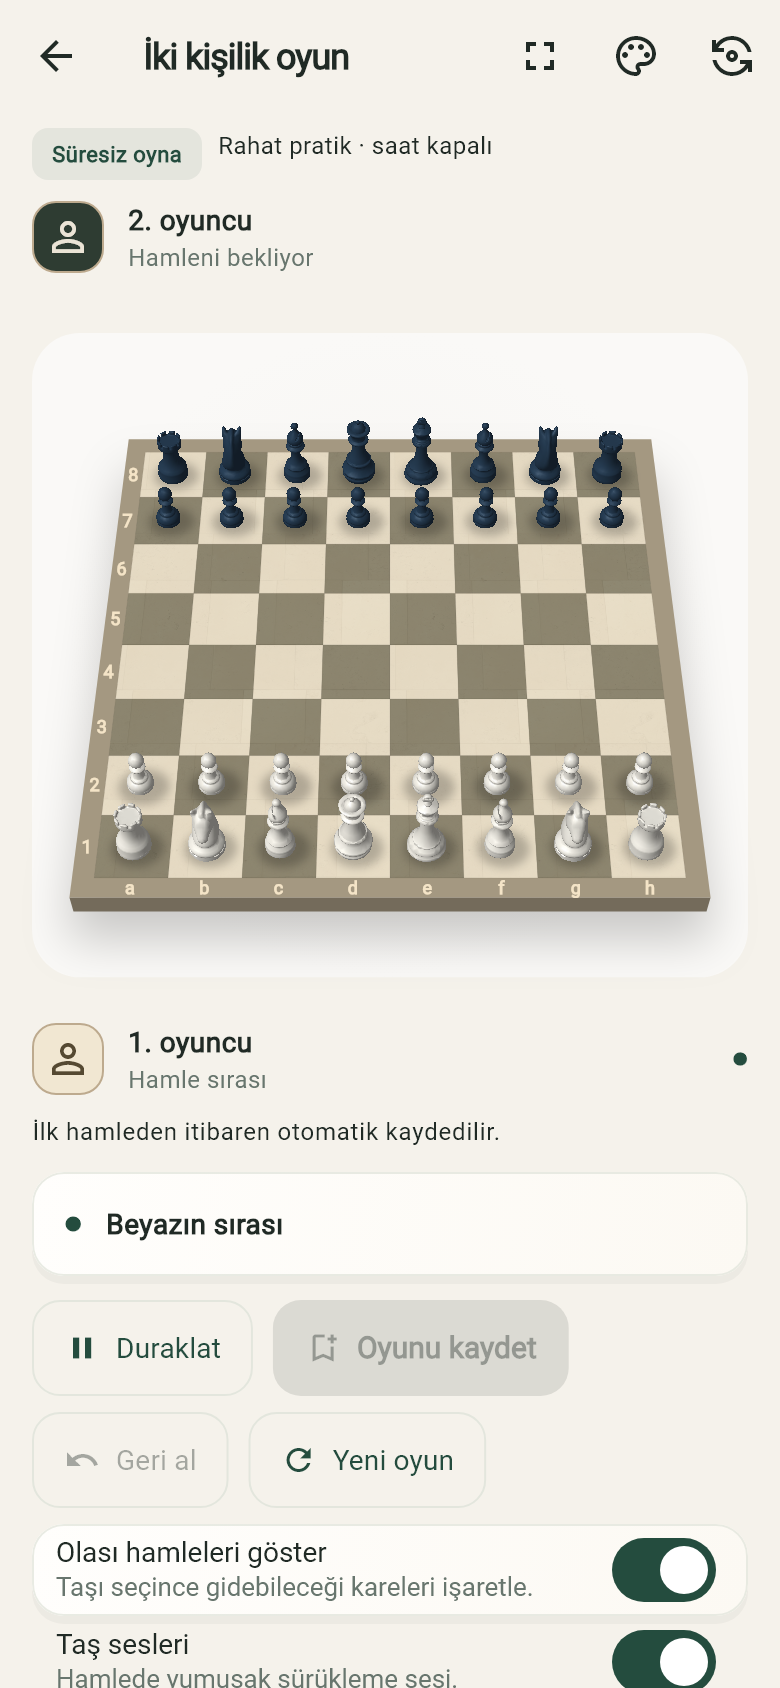 İki kişilik oyun
Süresiz oyna
Rahat pratik · saat kapalı
2. oyuncu
Hamleni bekliyor
8
7
6
5
4
3
2
1
a b c d e f g h
1. oyuncu
Hamle sırası
İlk hamleden itibaren otomatik kaydedilir.
Beyazın sırası
Duraklat
Oyunu kaydet
Geri al
Yeni oyun
Olası hamleleri göster
Taşı seçince gidebileceği kareleri işaretle.
Taş sesleri
Hamlede yumuşak sürükleme sesi.